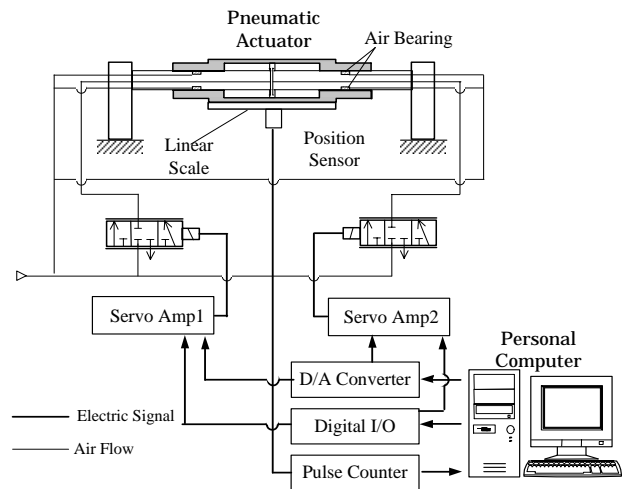 Pneumatic
Actuator
Air Bearing
Linear
Scale
Position
Sensor
Servo Amp1
Servo Amp2
Personal
Computer
D/A Converter
Electric Signal
Digital I/O
Air Flow
Pulse Counter